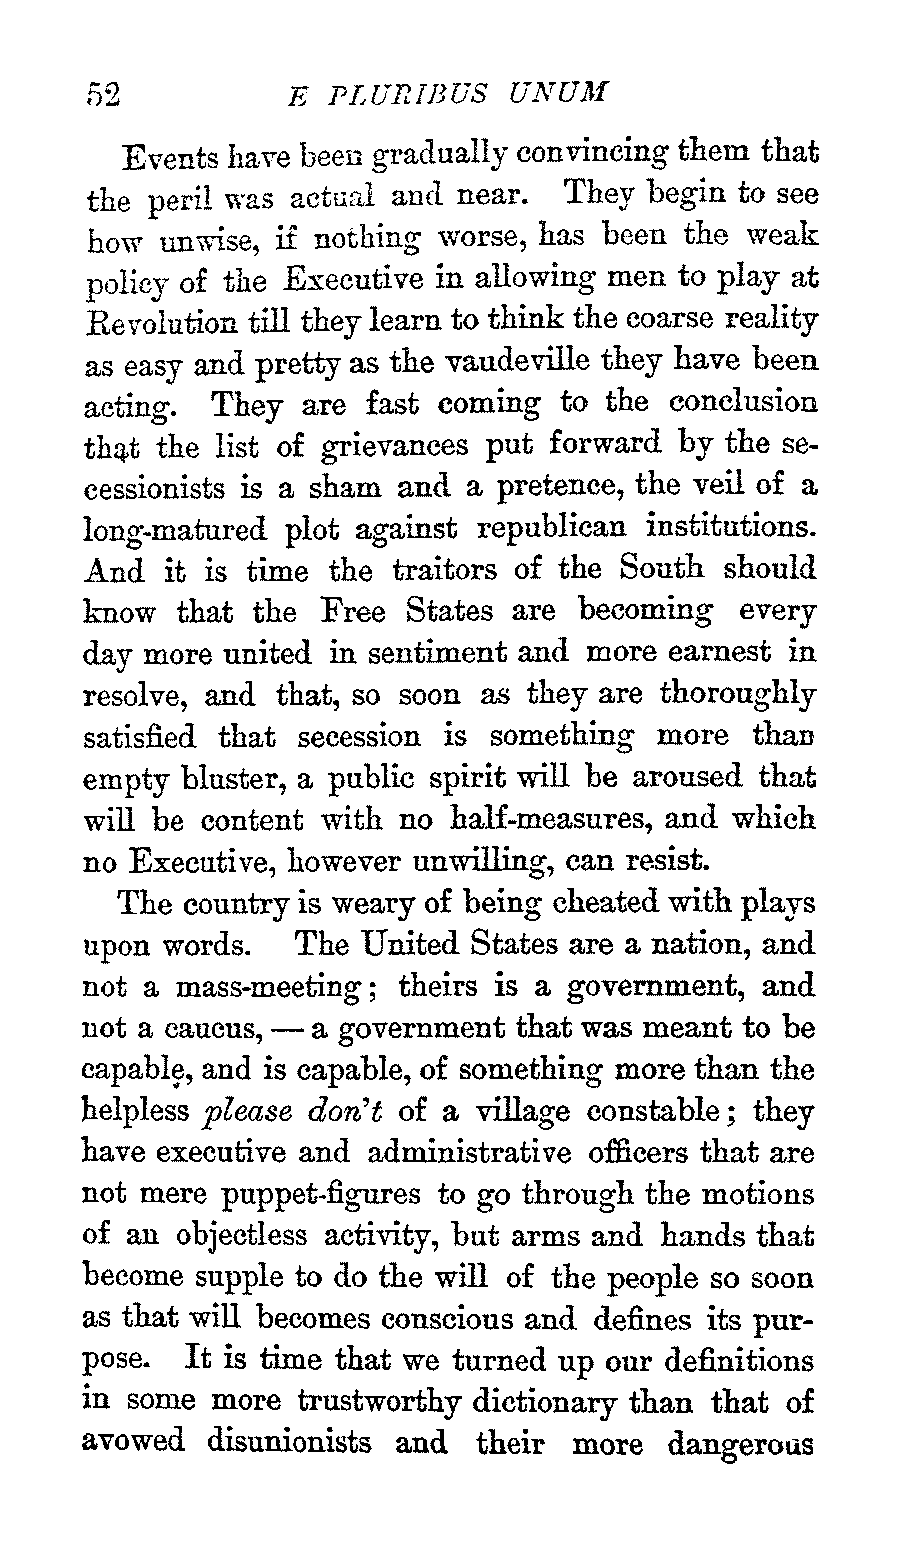 52 E PLURIBUS UNUM
Events have been gradually convincing them that
the peril was actual and near. They begin to see
how unwise, if nothing worse, has been the weak
policy of the Executive in allowing men to play at
Revolution till they learn to think the coarse reality
as easy and pretty as the vaudeville they have been
acting. They are fast coming to the conclusion
that the list of grievances put forward by the se-
cessionists is a sham and a pretence, the veil of a
long-matured plot against republican institutions.
And it is time the traitors of the South should
know that the Free States are becoming every
day more united in sentiment and more earnest in
resolve, and that, so soon as they are thoroughly
satisfied that secession is something more than
empty bluster, a public spirit will be aroused that
will be content with no half-measures, and which
no Executive, however unwilling, can resist.
The country is weary of being cheated with plays
upon words. The United States are a nation, and
not a mass-meeting; theirs is a government, and
not a caucus, — a government that was meant to be
capable, and is capable, of something more than the
helpless please don't of a village constable; they
have executive and administrative officers that are
not mere puppet-figures to go through the motions
of an objectless activity, but arms and hands that
become supple to do the will of the people so soon
as that will becomes conscious and defines its pur-
pose. It is time that we turned up our definitions
in some more trustworthy dictionary than that of
avowed disunionists and their more dangerous